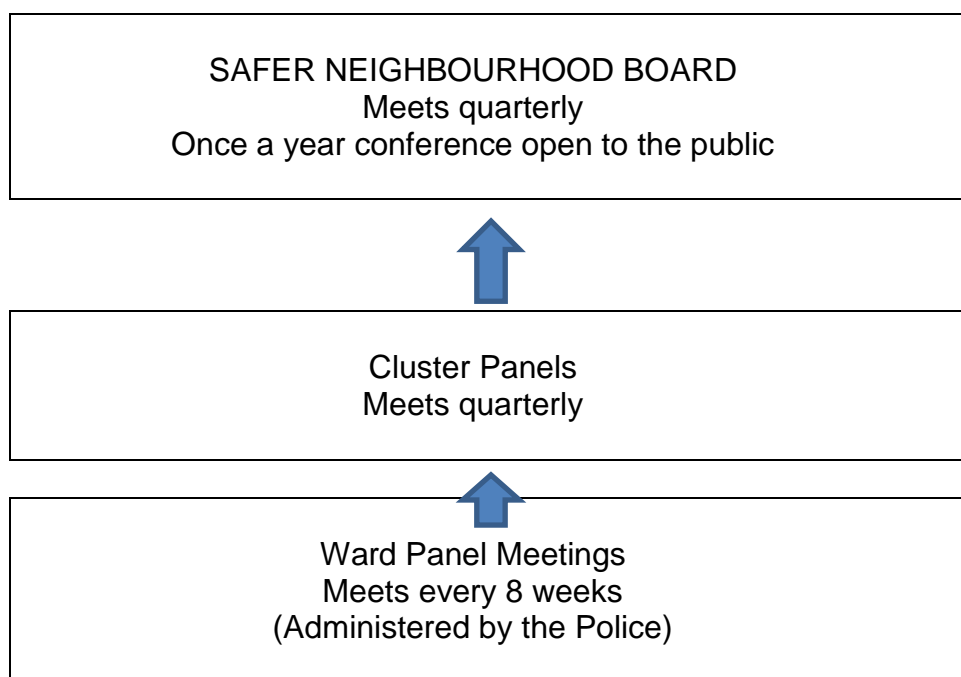 SAFER NEIGHBOURHOOD BOARD
Meets quarterly
Once a year conference open to the public
Cluster Panels
Meets quarterly
Ward Panel Meetings
Meets every 8 weeks
(Administered by the Police)